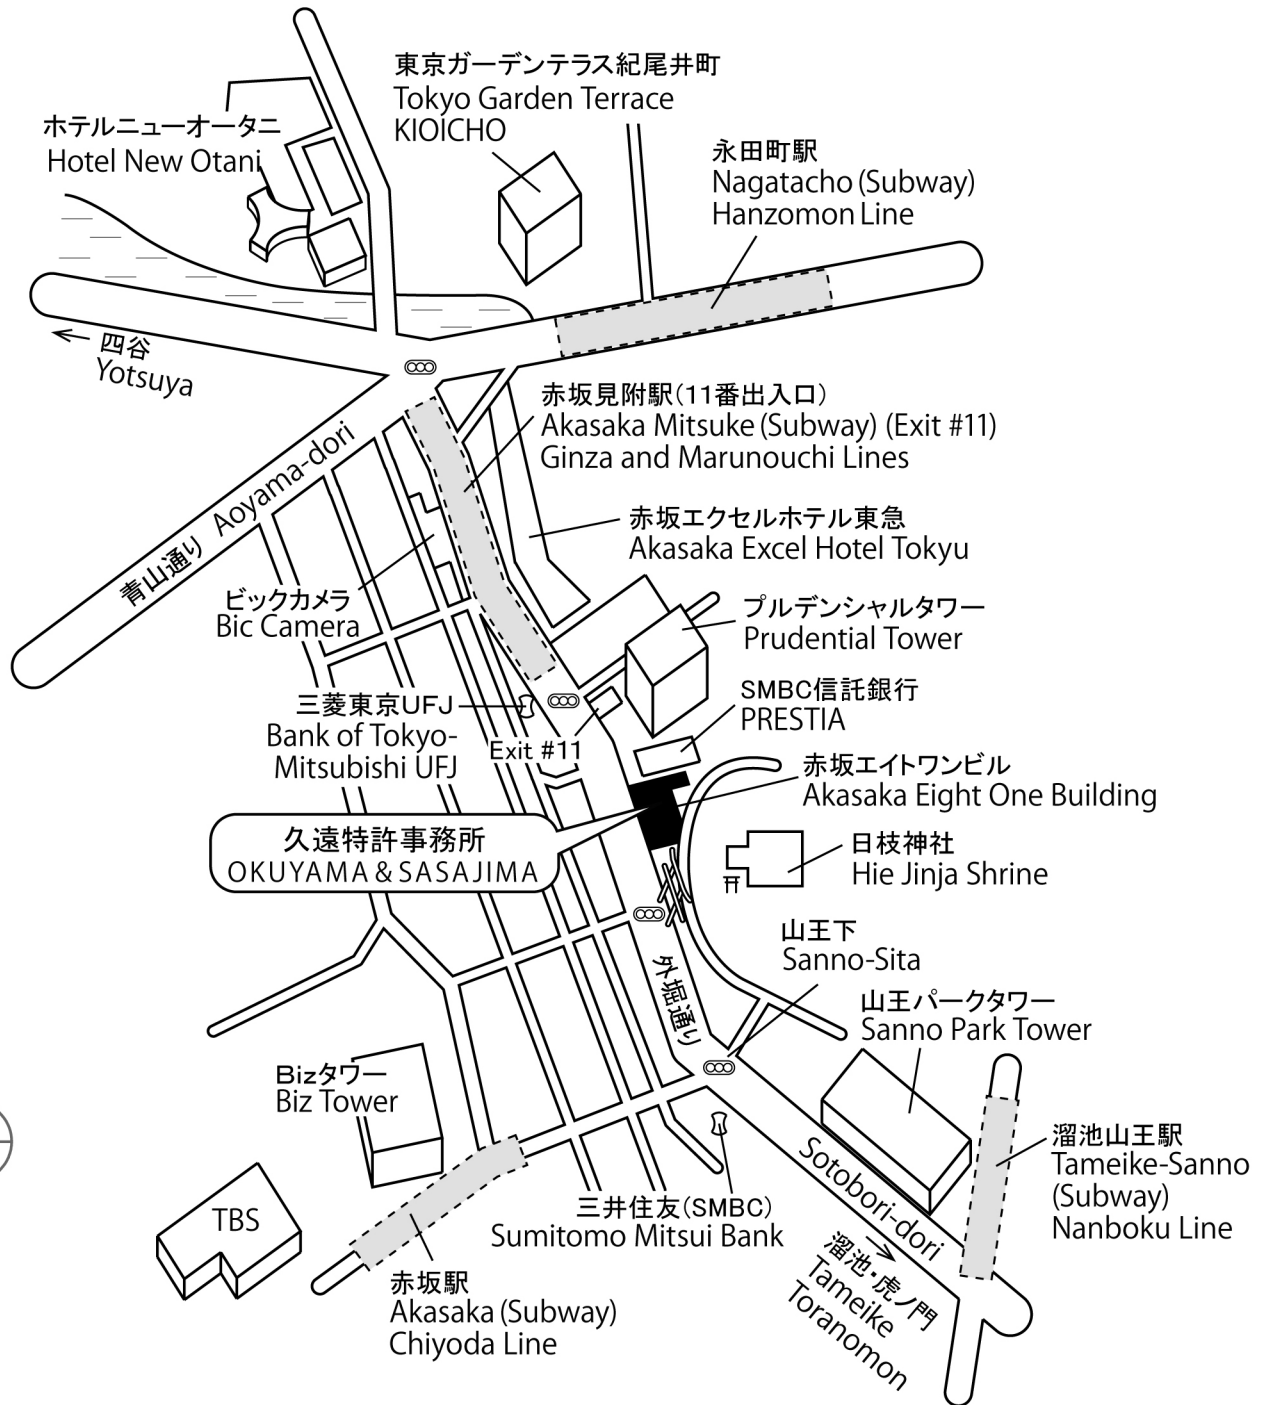 東京ガーデンテラス紀尾井町
Tokyo Garden Terrace
KIOICHO
ホテルニューオータニ
Hotel New Otani
永田町駅
Nagatacho (Subway)
Hanzomon Line
四谷
Yotsuya
赤坂見附駅(11番出入口)
Akasaka Mitsuke (Subway) (Exit #11)
Ginza and Marunouchi Lines
青山通り Aoyama-dori
赤坂エクセルホテル東急
Akasaka Excel Hotel Tokyu
ビックカメラ
Bic Camera
プルデンシャルタワー
Prudential Tower
三菱東京UFJ
Bank of Tokyo-
Mitsubishi UFJ
Exit #11
SMBC信託銀行
PRESTIA
赤坂エイトワンビル
Akasaka Eight One Building
久遠特許事務所
OKUYAMA & SASAJIMA
日枝神社
Hie Jinja Shrine
山王下
Sanno-Sita
外堀通り
山王パークタワー
Sanno Park Tower
Bizタワー
Biz Tower
溜池山王駅
Tameike-Sanno
(Subway)
Nanboku Line
Sotobori-dori
TBS
三井住友(SMBC)
Sumitomo Mitsui Bank
赤坂駅
Akasaka (Subway)
Chiyoda Line
溜池・虎ノ門
Tameike
Toranomon